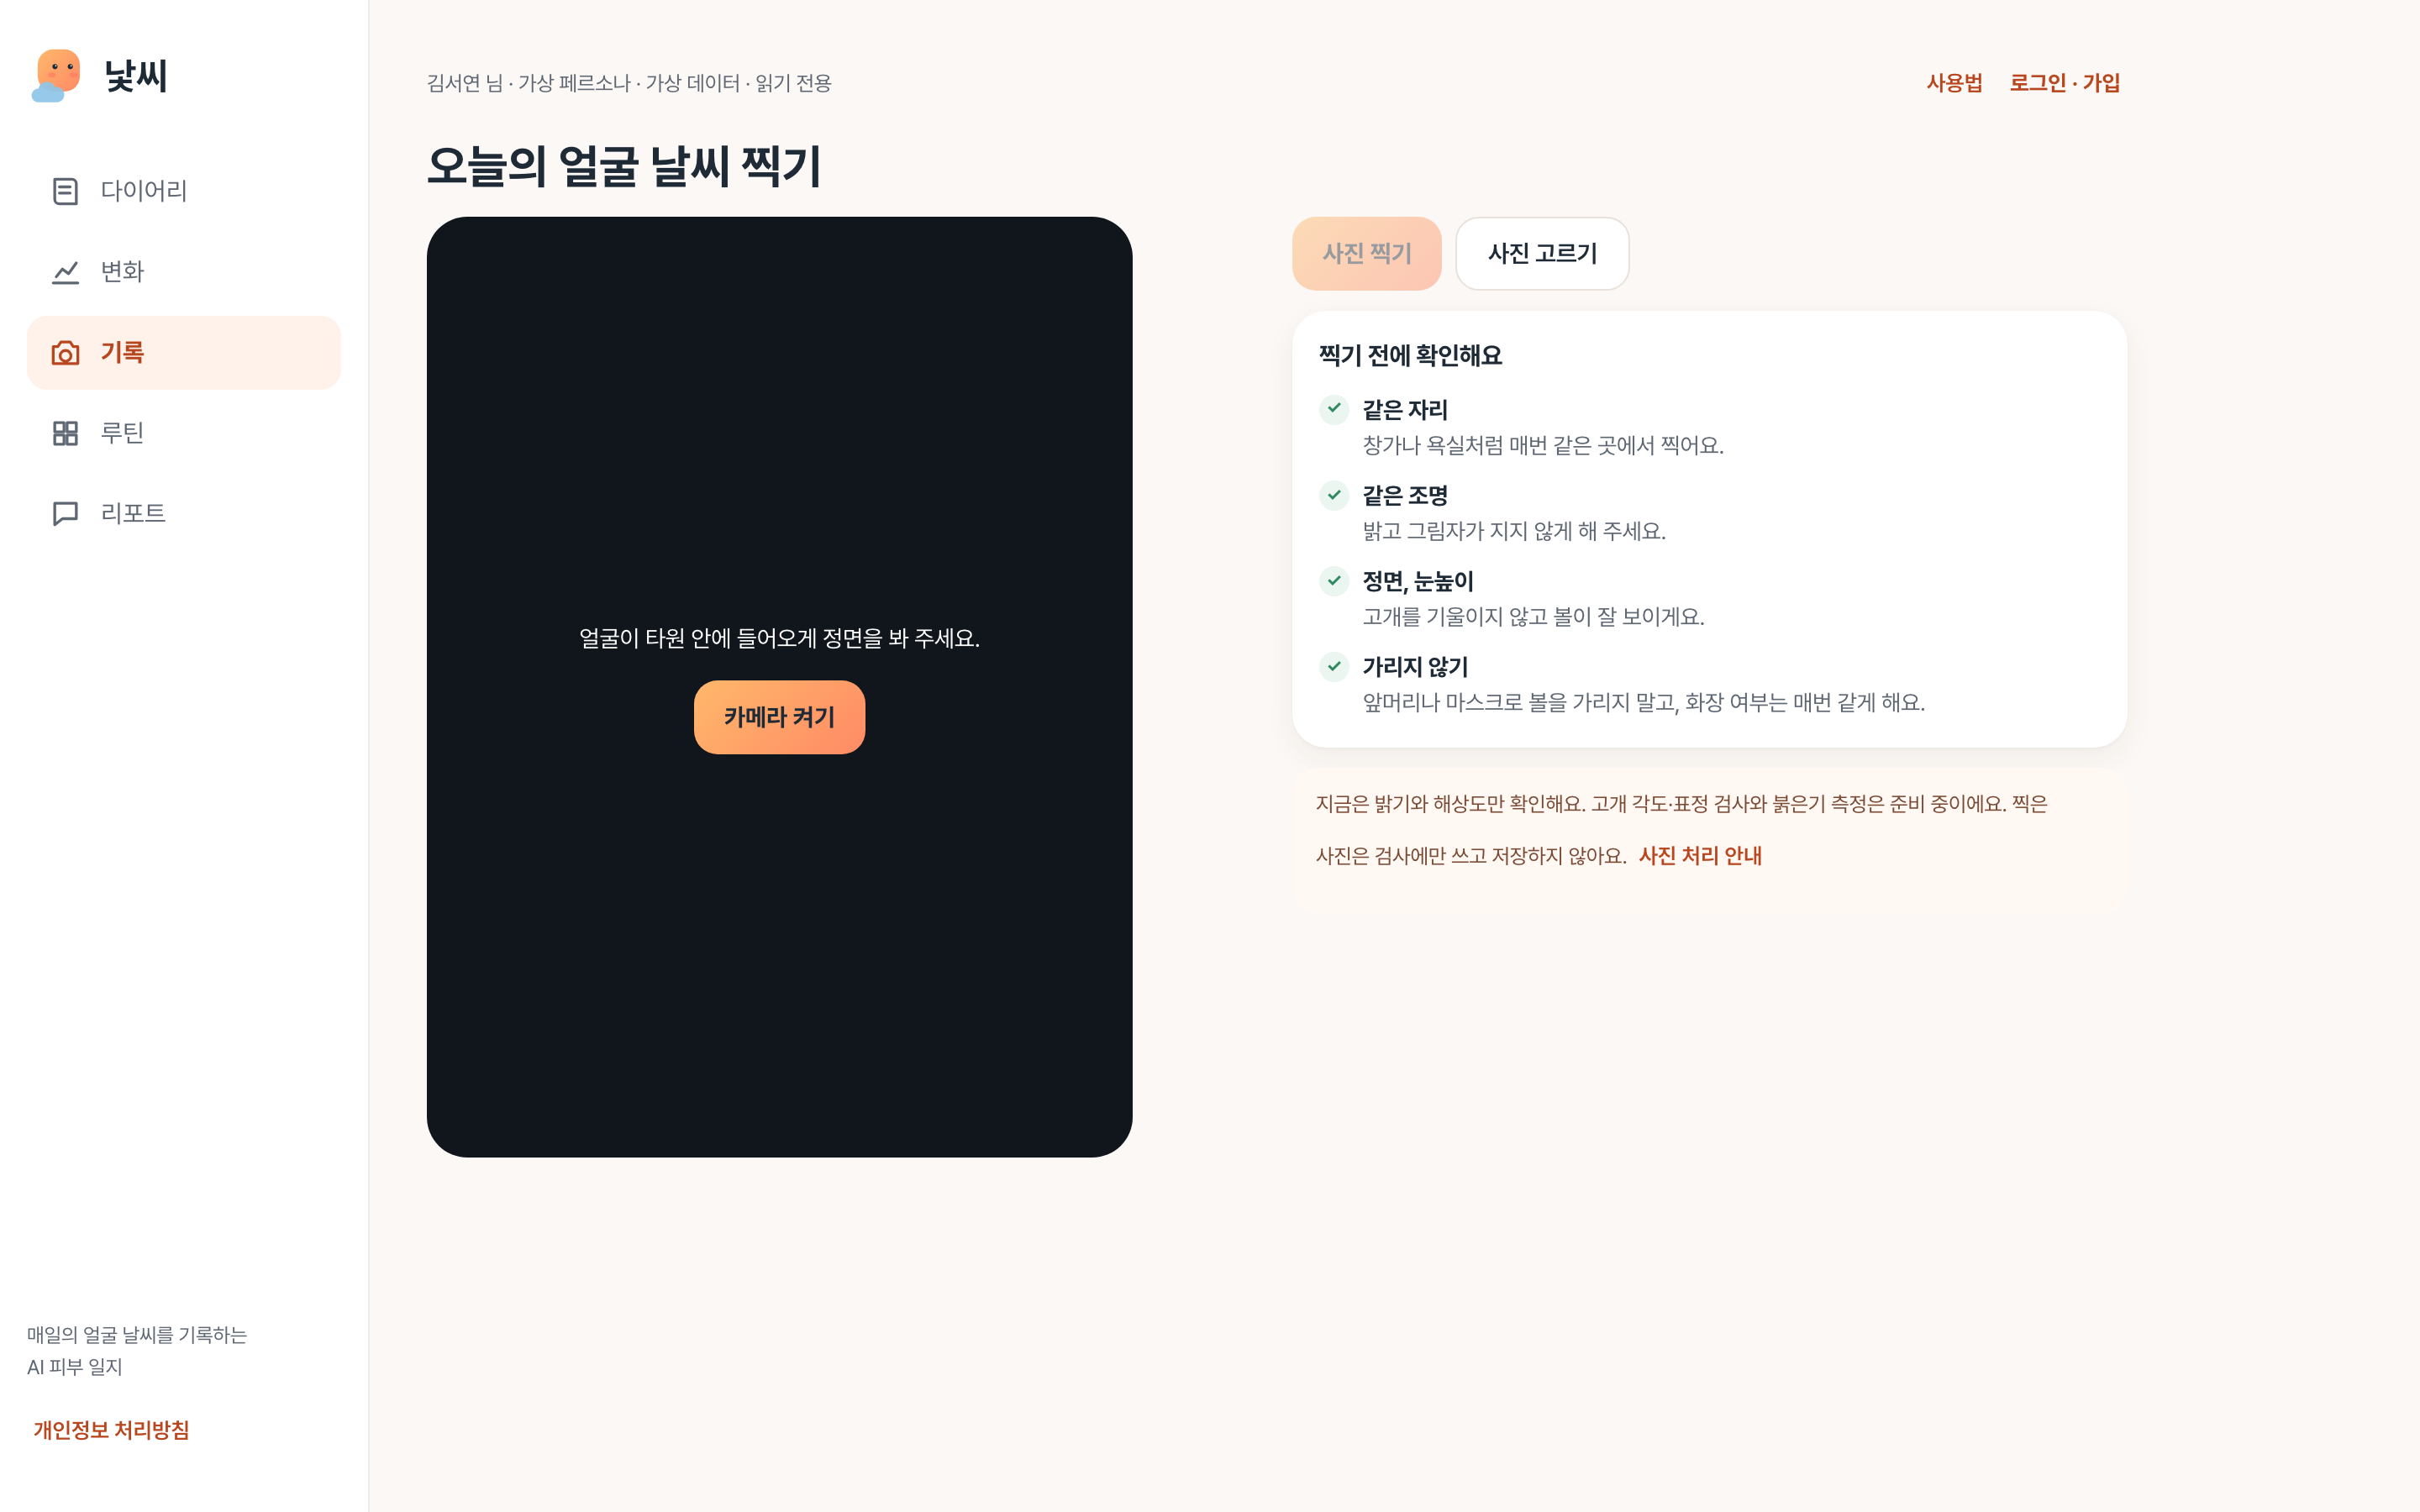 낯씨
다이어리
변화
기록
루틴
리포트
매일의 얼굴 날씨를 기록하는
AI 피부 일지
개인정보 처리방침
김서연 님 · 가상 페르소나 · 가상 데이터 · 읽기 전용
사용법 로그인 · 가입
오늘의 얼굴 날씨 찍기
얼굴이 타원 안에 들어오게 정면을 봐 주세요.
카메라 켜기
사진 찍기 사진 고르기
찍기 전에 확인해요
같은 자리
창가나 욕실처럼 매번 같은 곳에서 찍어요.
같은 조명
밝고 그림자가 지지 않게 해 주세요.
정면, 눈높이
고개를 기울이지 않고 볼이 잘 보이게요.
가리지 않기
앞머리나 마스크로 볼을 가리지 말고, 화장 여부는 매번 같게 해요.
지금은 밝기와 해상도만 확인해요. 고개 각도·표정 검사와 붉은기 측정은 준비 중이에요. 찍은
사진은 검사에만 쓰고 저장하지 않아요. 사진 처리 안내